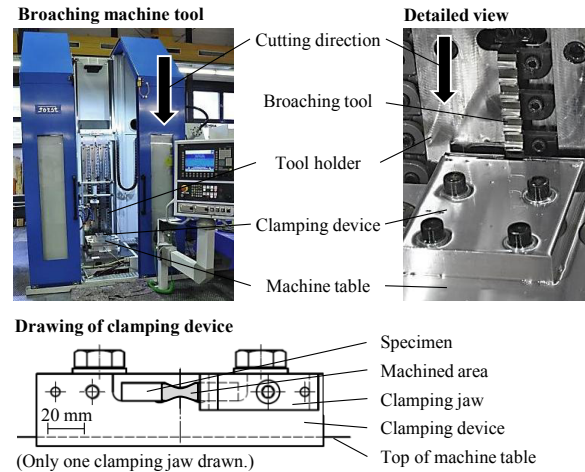 Broaching machine tool
Detailed view
Cutting direction
Broaching tool
Tool holder
Clamping device
Machine table
forst
Drawing of clamping device
Specimen
Machined area
Clamping jaw
Clamping device
Top of machine table
20 mm
(Only one clamping jaw drawn.)